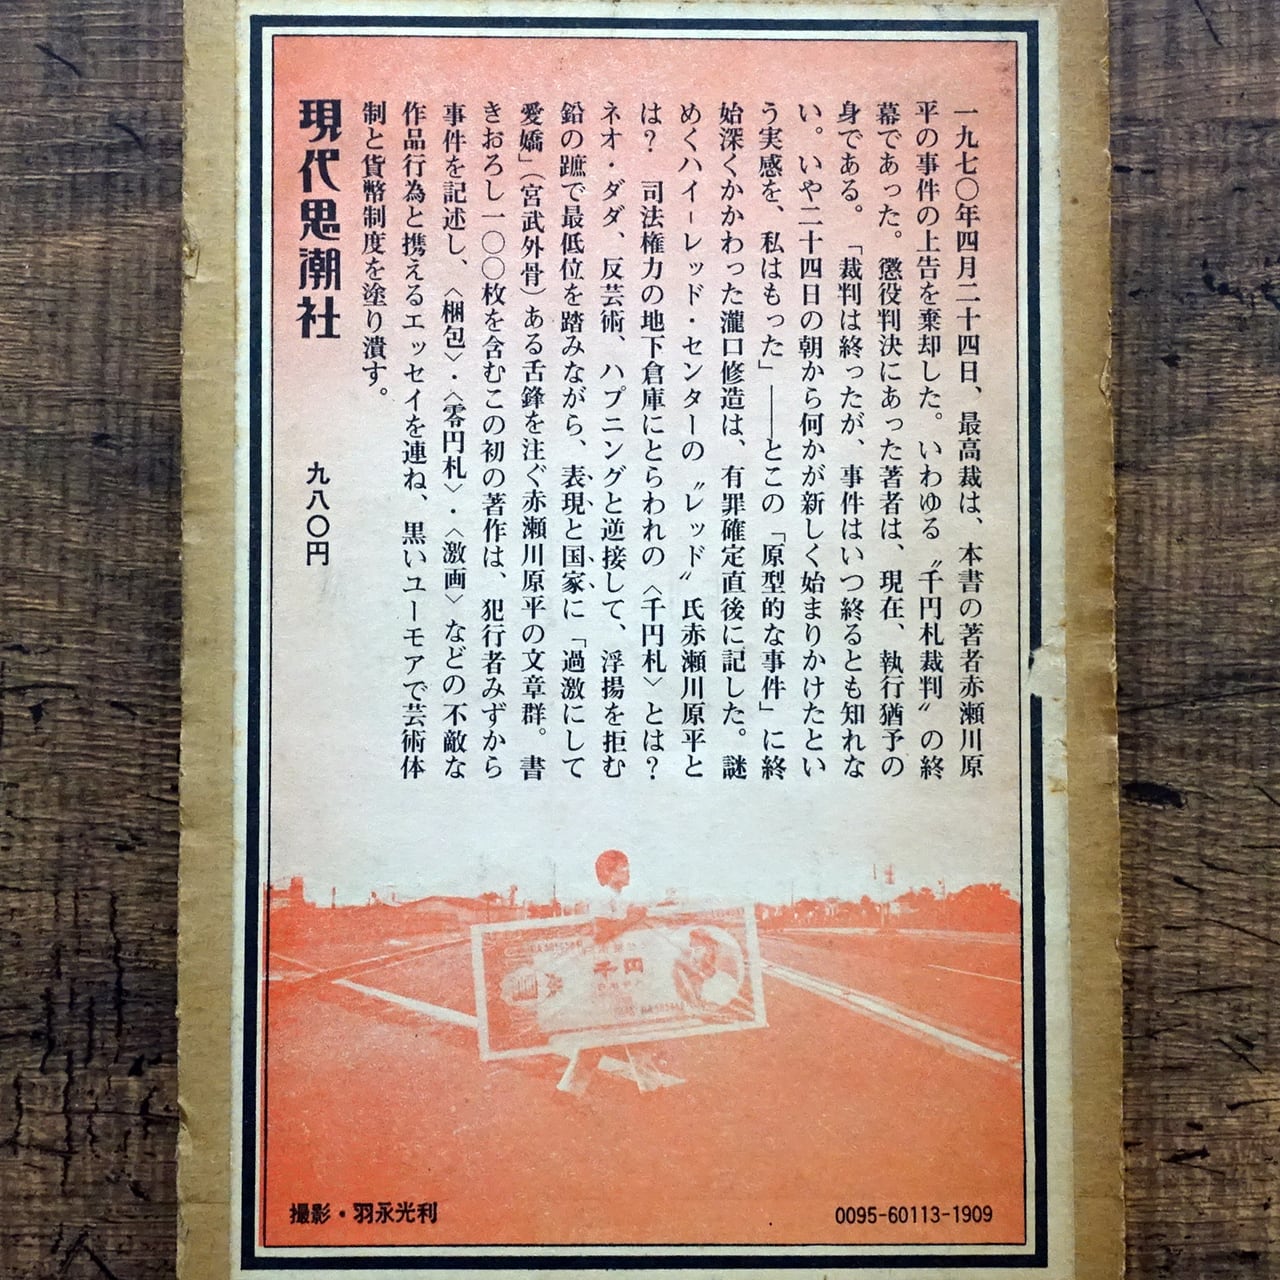 一九七〇年四月二十四日、最高裁は、本書の著者赤瀬川原
平の事件の上告を棄却した。いわゆる〝千円札裁判〟の終
幕であった。懲役判決にあった著者は、現在、執行猶予の
身である。「裁判は終ったが、事件はいつ終るとも知れな
い。いや二十四日の朝から何かが新しく始まりかけたとい
う実感を、私はもった」――とこの「原型的な事件」に終
始深くかかわった瀧口修造は、有罪確定直後に記した。謎
めくハイ-レッド・センターの〝レッド〟氏赤瀬川原平と
は？ 司法権力の地下倉庫にとらわれの〈千円札〉とは？
ネオ・ダダ、反芸術、ハプニングと逆接して、浮揚を拒む
鉛の蹠で最低位を踏みながら、表現と国家に「過激にして
愛嬌」（宮武外骨）ある舌鋒を注ぐ赤瀬川原平の文章群。書
きおろし一〇〇枚を含むこの初の著作は、犯行者みずから
事件を記述し、〈梱包〉・〈零円札〉・〈激画〉などの不敵な
作品行為と携えるエッセイを連ね、黒いユーモアで芸術体
制と貨幣制度を塗り潰す。
現代思潮社
九八〇円
千円
撮影・羽永光利
0095-60113-1909